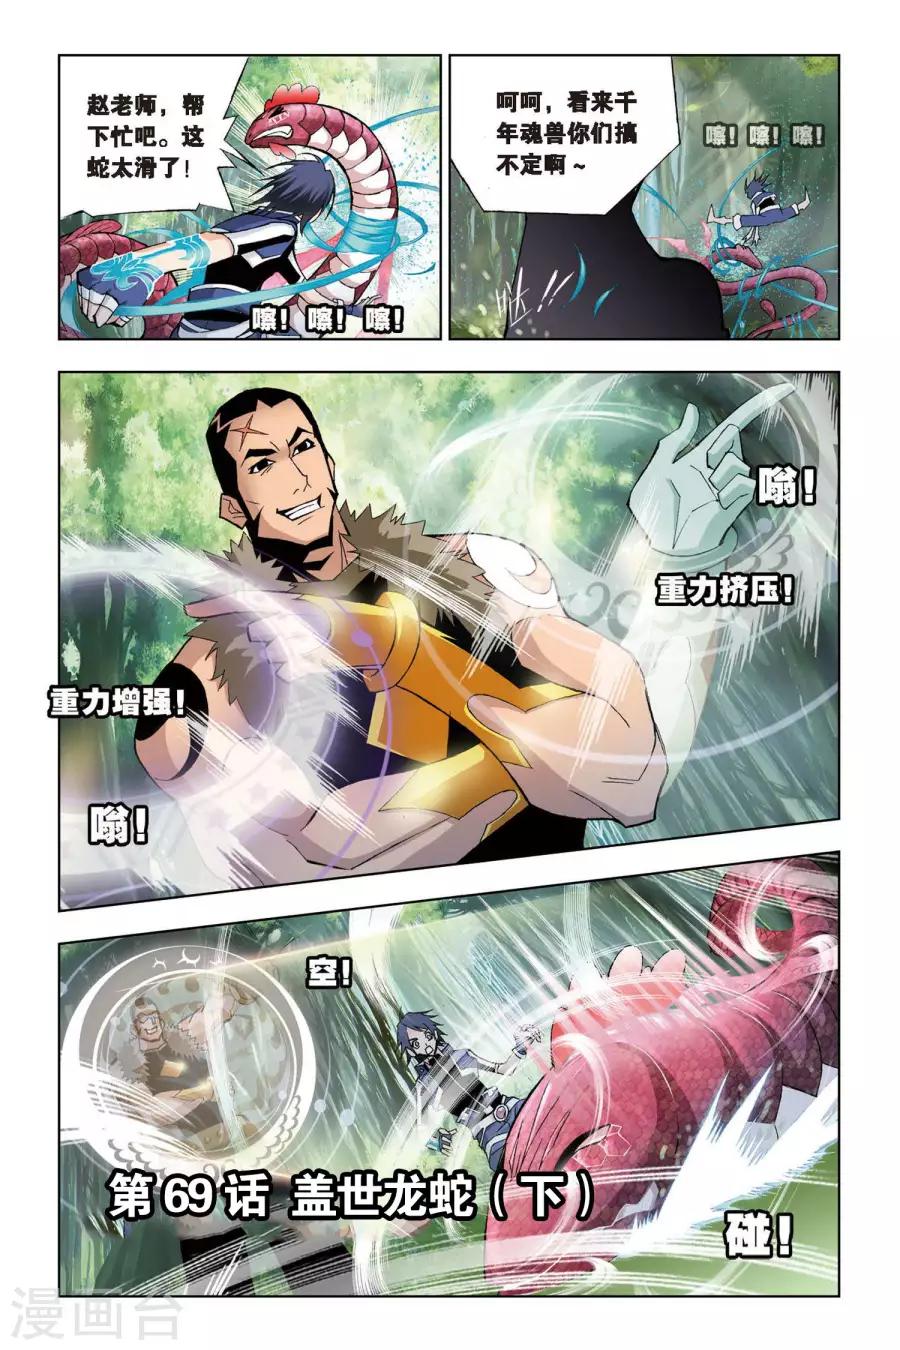 赵老师，帮
下忙吧。这
蛇太滑了！
嚓！嚓！嚓！
呵呵，看来千
年魂兽你们搞
不定啊～
嚓！嚓！嚓！
哒!!
嗡！
重力挤压！
重力增强！
嗡！
空！
第69话 盖世龙蛇（下）
碰！
漫画台